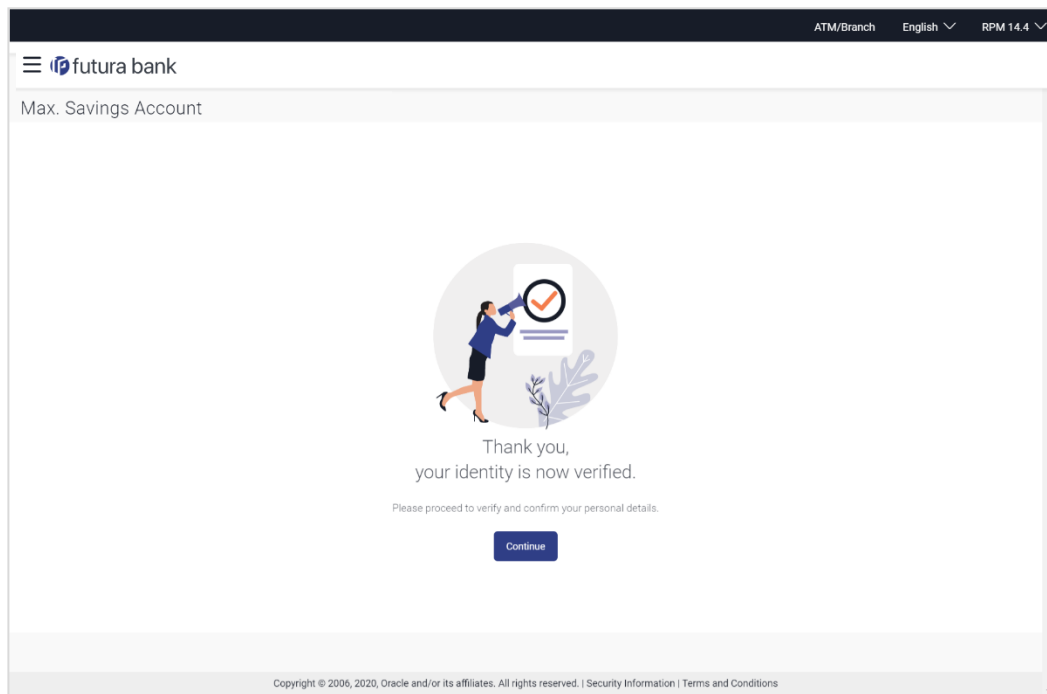 ATM/Branch English RPM 14.4
futura bank
Max. Savings Account
Thank you,
your identity is now verified.
Please proceed to verify and confirm your personal details.
Continue
Copyright © 2006, 2020, Oracle and/or its affiliates. All rights reserved. | Security Information | Terms and Conditions